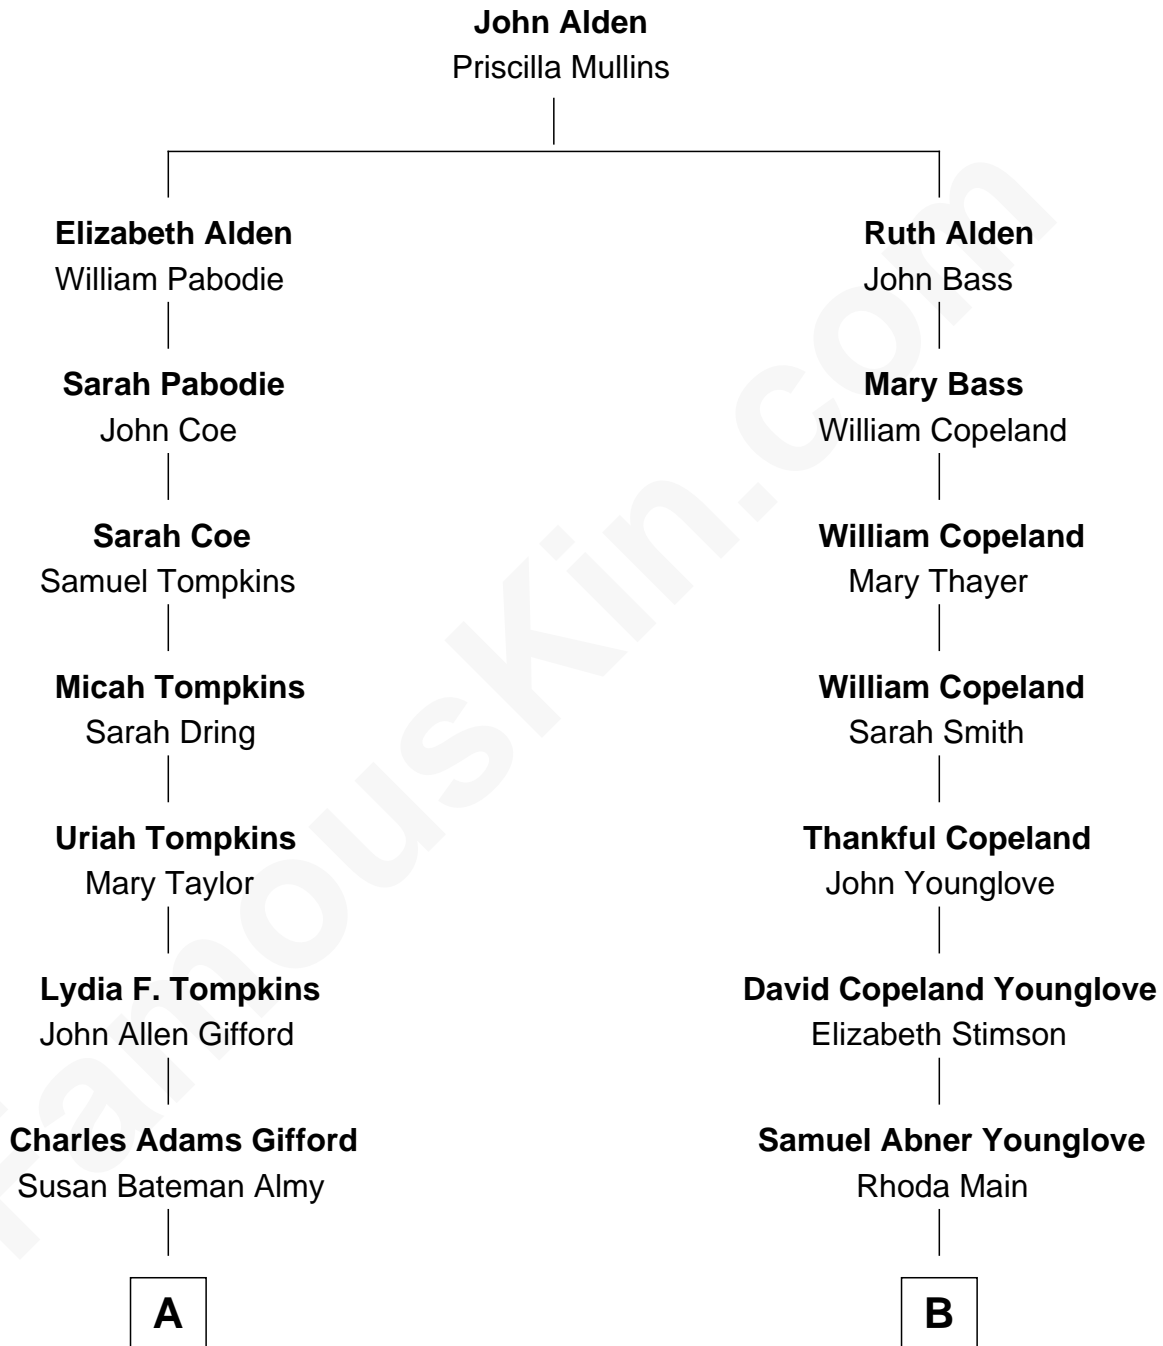 John Alden
Priscilla Mullins
Elizabeth Alden
William Pabodie
Ruth Alden
John Bass
Sarah Pabodie
John Coe
Mary Bass
William Copeland
Sarah Coe
Samuel Tompkins
William Copeland
Mary Thayer
Micah Tompkins
Sarah Dring
William Copeland
Sarah Smith
Uriah Tompkins
Mary Taylor
Thankful Copeland
John Younglove
Lydia F. Tompkins
John Allen Gifford
David Copeland Younglove
Elizabeth Stimson
Charles Adams Gifford
Susan Bateman Almy
Samuel Abner Younglove
Rhoda Main
A
B
FamousKin.com